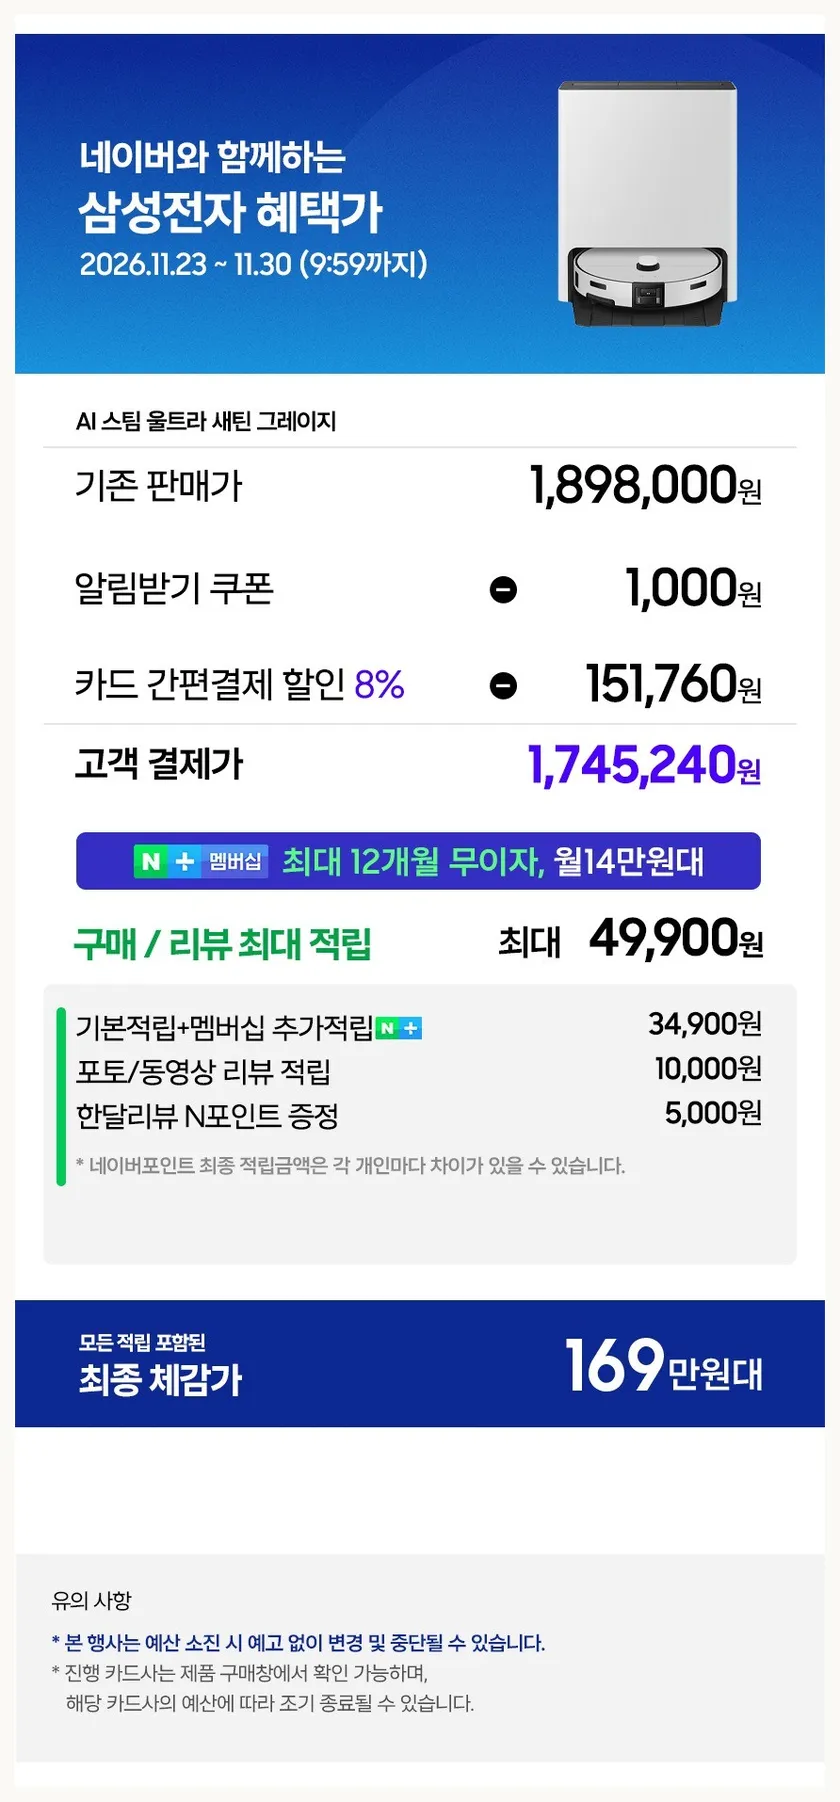 네이버와 함께하는
삼성전자 혜택가
2026.11.23 ~ 11.30 (9:59까지)
AI 스팀 울트라 새틴 그레이지
기존 판매가 1,898,000원
알림받기 쿠폰 - 1,000원
카드 간편결제 할인 8% - 151,760원
고객 결제가 1,745,240원
N + 멤버십 최대 12개월 무이자, 월14만원대
구매 / 리뷰 최대 적립 최대 49,900원
기본적립+멤버십 추가적립 N + 34,900원
포토/동영상 리뷰 적립 10,000원
한달리뷰 N포인트 증정 5,000원
* 네이버포인트 최종 적립금액은 각 개인마다 차이가 있을 수 있습니다.
모든 적립 포함된
최종 체감가 169만원대
유의 사항
* 본 행사는 예산 소진 시 예고 없이 변경 및 중단될 수 있습니다.
* 진행 카드사는 제품 구매창에서 확인 가능하며,
해당 카드사의 예산에 따라 조기 종료될 수 있습니다.